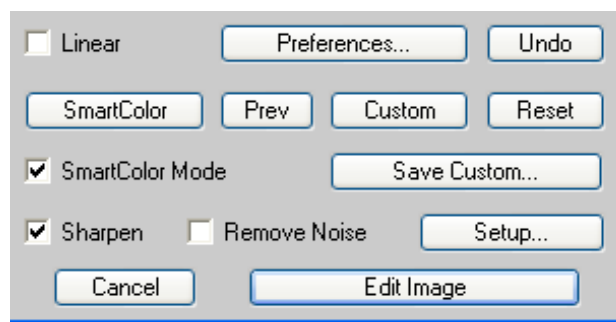 Linear Preferences... Undo
SmartColor Prev Custom Reset
SmartColor Mode Save Custom...
Sharpen Remove Noise Setup...
Cancel Edit Image